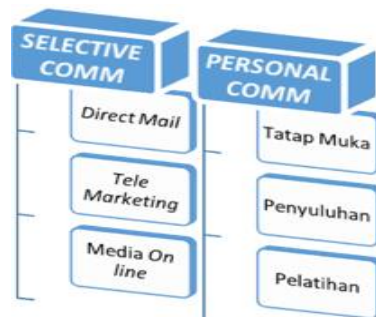 SELECTIVE
COMM
Direct Mail
Tele
Marketing
Media On
line
PERSONAL
COMM
Tatap Muka
Penyuluhan
Pelatihan